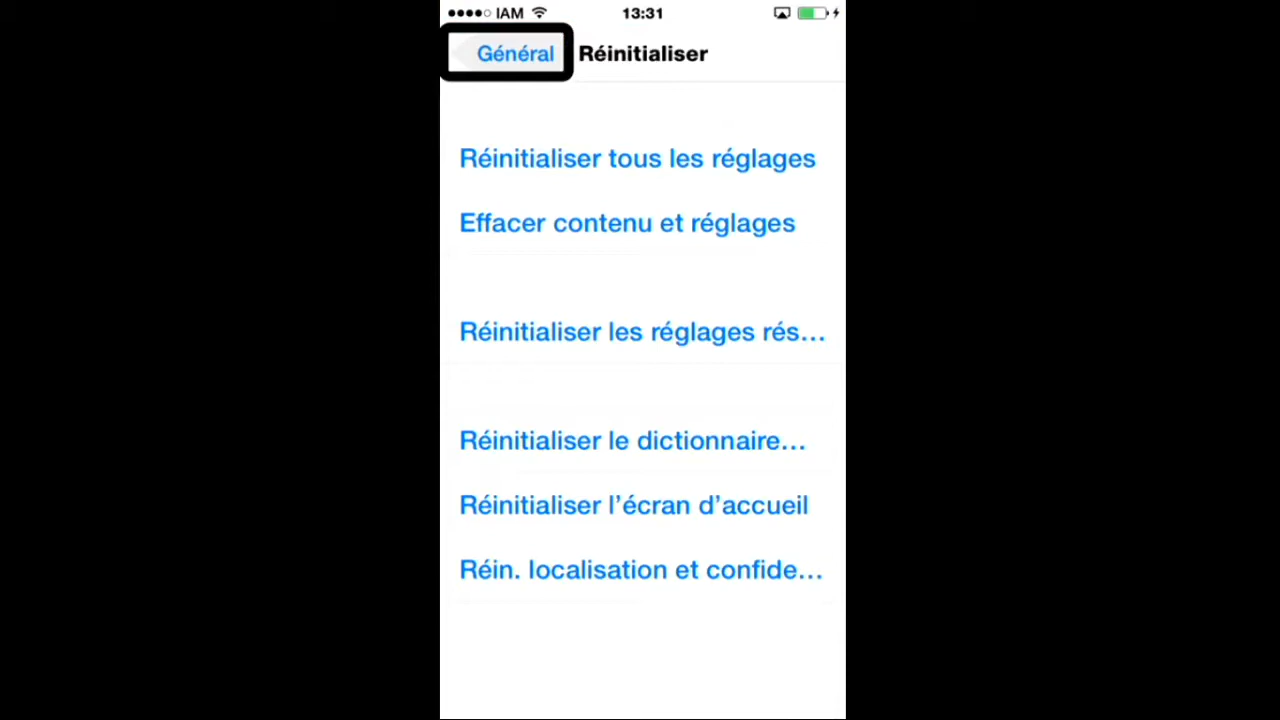 IAM 13:31
Général Réinitialiser
Réinitialiser tous les réglages
Effacer contenu et réglages
Réinitialiser les réglages rés…
Réinitialiser le dictionnaire…
Réinitialiser l’écran d’accueil
Réin. localisation et confide…